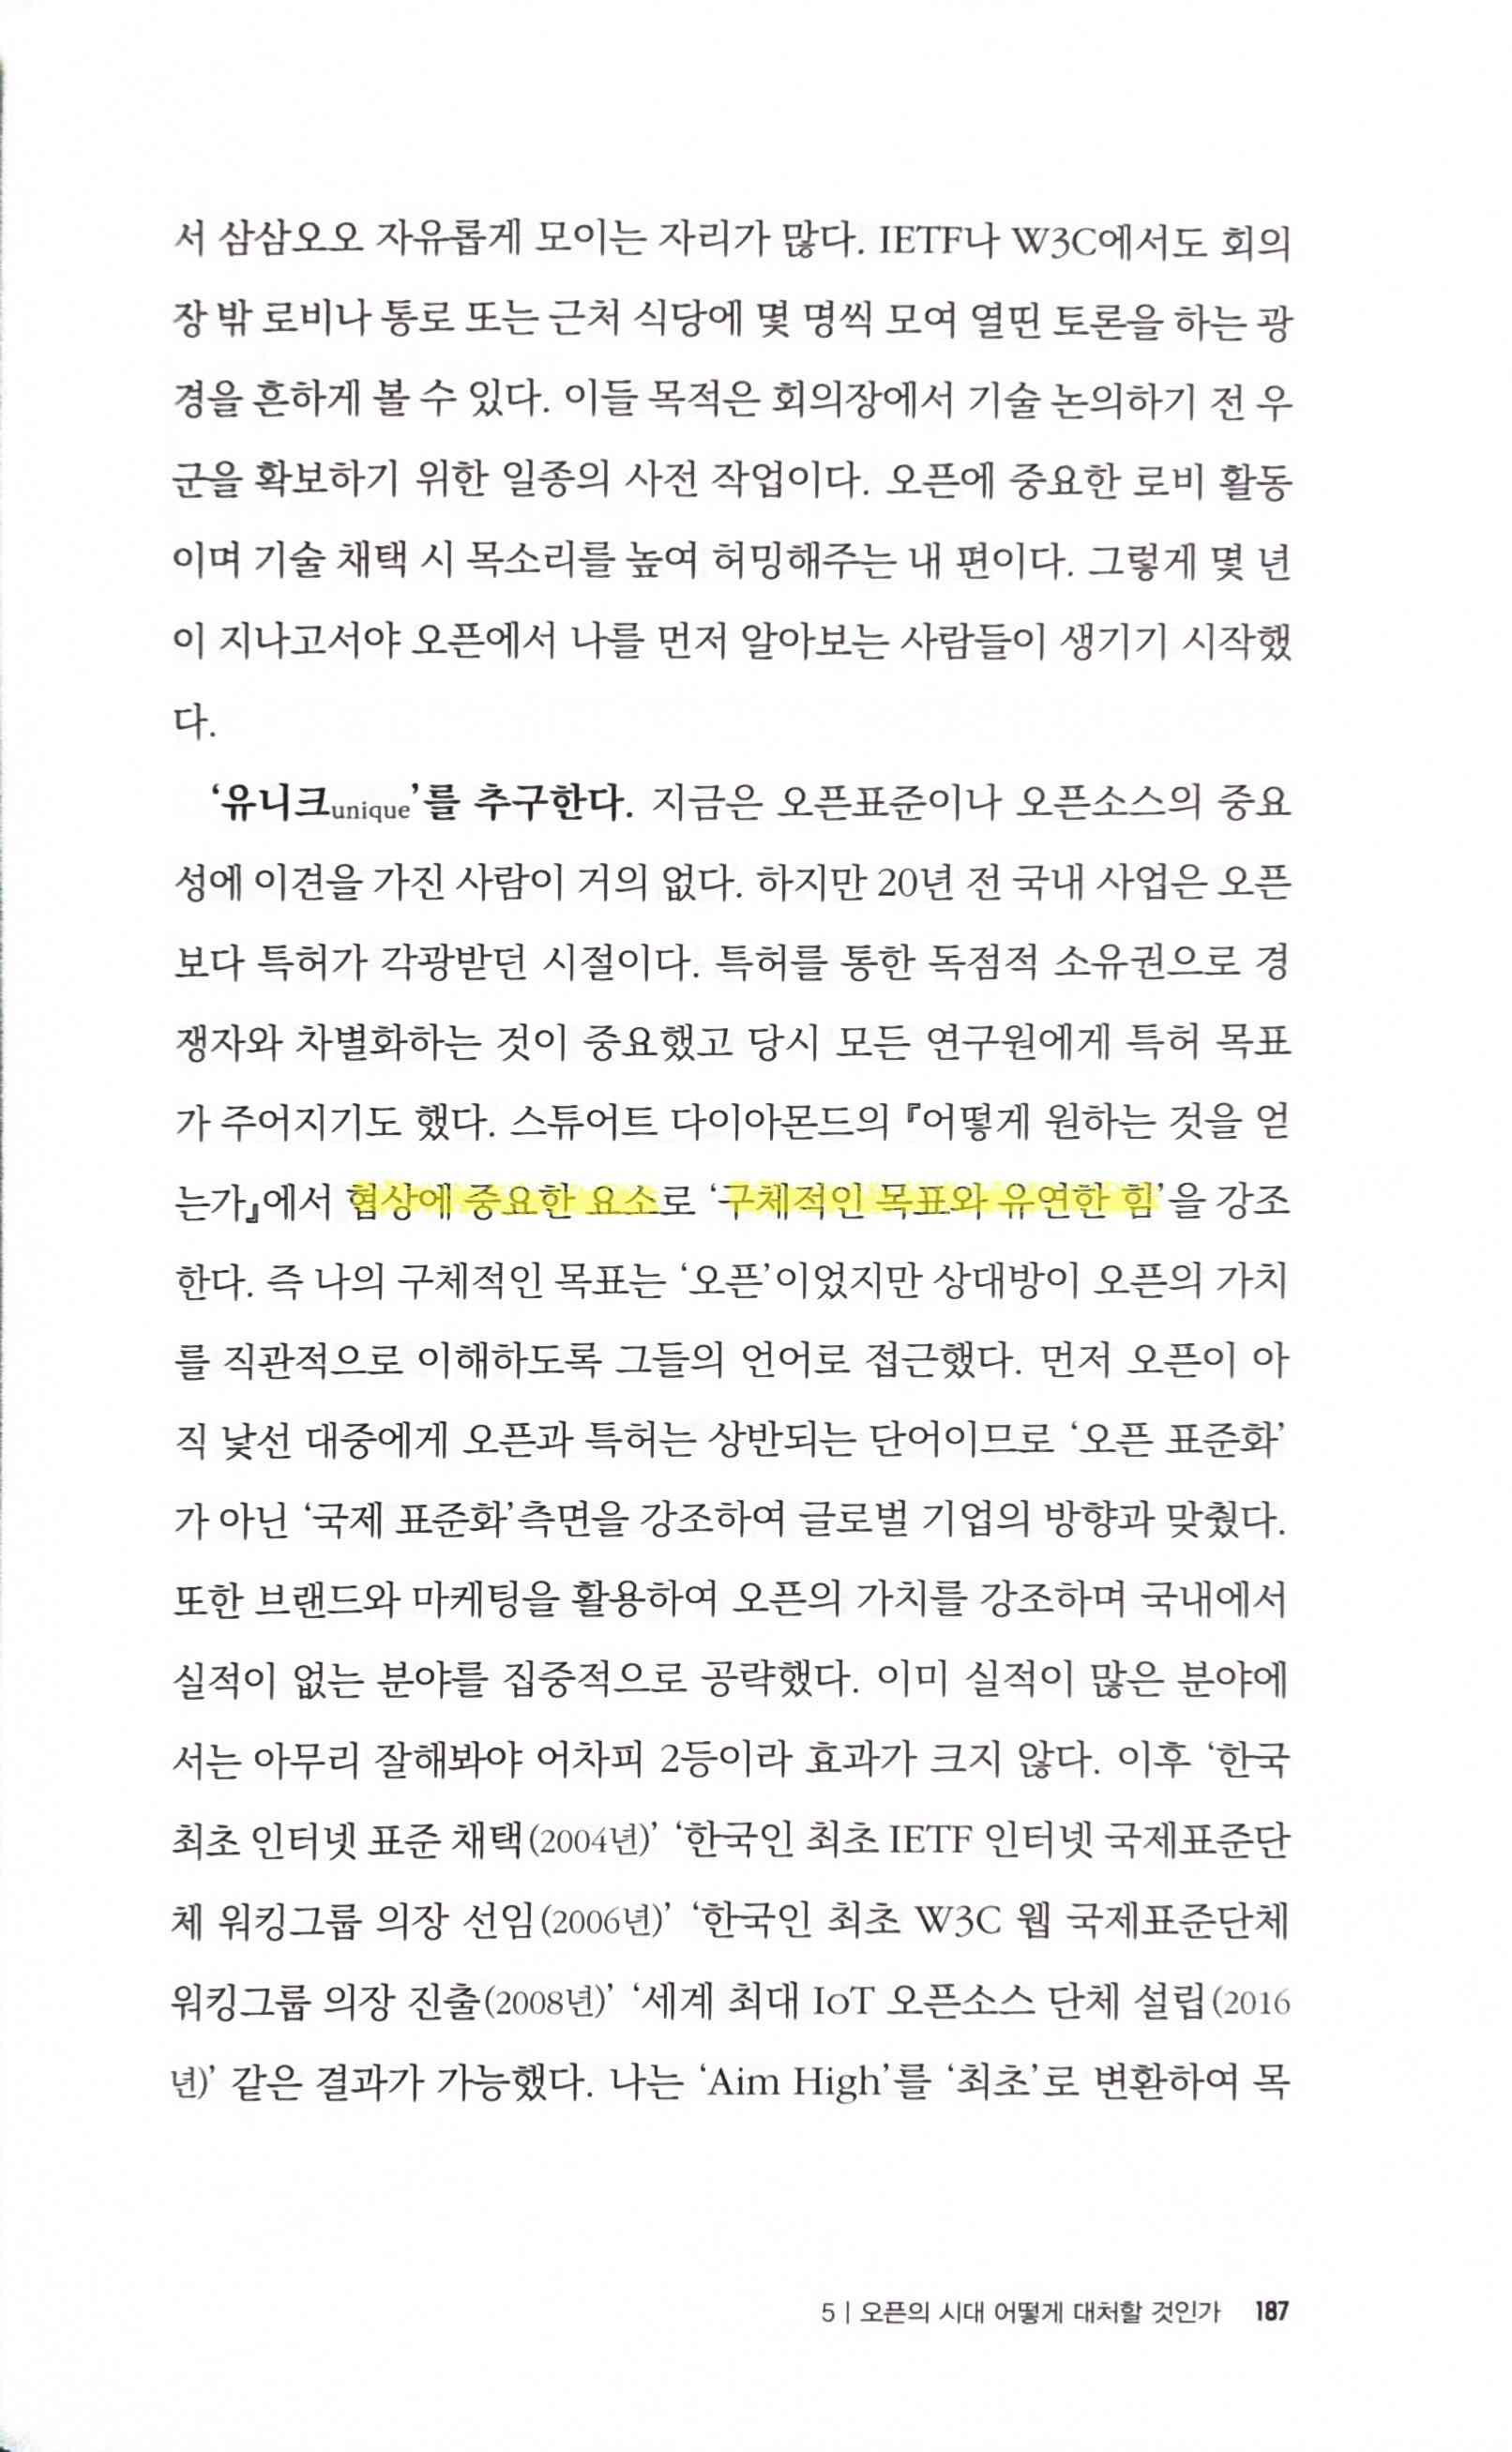 서 삼삼오오 자유롭게 모이는 자리가 많다. IETF나 W3C에서도 회의
장 밖 로비나 통로 또는 근처 식당에 몇 명씩 모여 열띤 토론을 하는 광
경을 흔하게 볼 수 있다. 이들 목적은 회의장에서 기술 논의하기 전 우
군을 확보하기 위한 일종의 사전 작업이다. 오픈에 중요한 로비 활동
이며 기술 채택 시 목소리를 높여 허밍해주는 내 편이다. 그렇게 몇 년
이 지나고서야 오픈에서 나를 먼저 알아보는 사람들이 생기기 시작했
다.
‘유니크unique’를 추구한다. 지금은 오픈표준이나 오픈소스의 중요
성에 이견을 가진 사람이 거의 없다. 하지만 20년 전 국내 사업은 오픈
보다 특허가 각광받던 시절이다. 특허를 통한 독점적 소유권으로 경
쟁자와 차별화하는 것이 중요했고 당시 모든 연구원에게 특허 목표
가 주어지기도 했다. 스튜어트 다이아몬드의 『어떻게 원하는 것을 얻
는가』에서 협상에 중요한 요소로 ‘구체적인 목표와 유연한 힘’을 강조
한다. 즉 나의 구체적인 목표는 ‘오픈’이었지만 상대방이 오픈의 가치
를 직관적으로 이해하도록 그들의 언어로 접근했다. 먼저 오픈이 아
직 낯선 대중에게 오픈과 특허는 상반되는 단어이므로 ‘오픈 표준화’
가 아닌 ‘국제 표준화’측면을 강조하여 글로벌 기업의 방향과 맞췄다.
또한 브랜드와 마케팅을 활용하여 오픈의 가치를 강조하며 국내에서
실적이 없는 분야를 집중적으로 공략했다. 이미 실적이 많은 분야에
서는 아무리 잘해봐야 어차피 2등이라 효과가 크지 않다. 이후 ‘한국
최초 인터넷 표준 채택(2004년)’ ‘한국인 최초 IETF 인터넷 국제표준단
체 워킹그룹 의장 선임(2006년)’ ‘한국인 최초 W3C 웹 국제표준단체
워킹그룹 의장 진출(2008년)’ ‘세계 최대 IoT 오픈소스 단체 설립(2016
년)’ 같은 결과가 가능했다. 나는 ‘Aim High’를 ‘최초’로 변환하여 목
5 | 오픈의 시대 어떻게 대처할 것인가 187